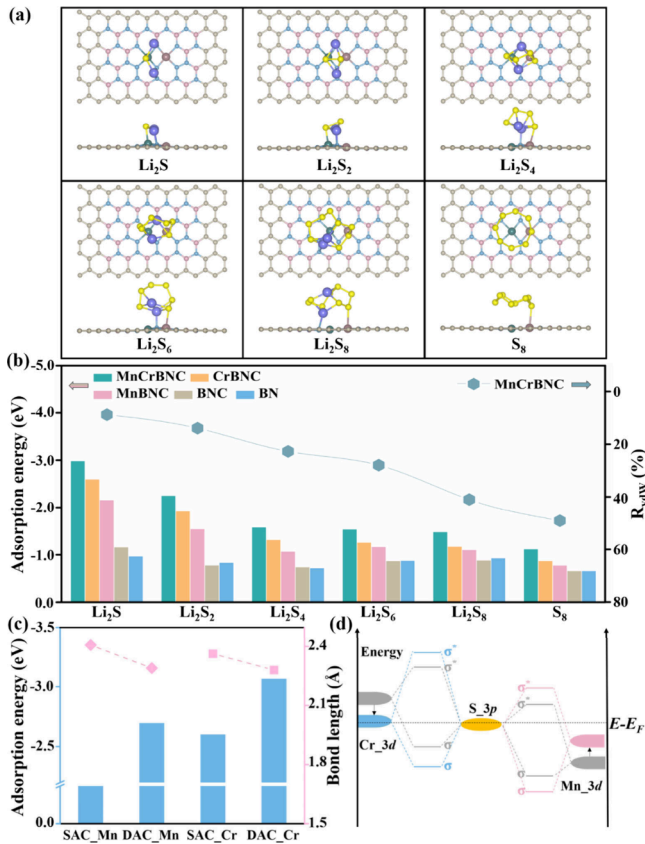 (a)
Li₂S
Li₂S₂
Li₂S₄
Li₂S₆
Li₂S₈
S₈
(b)
-5.0
-4.0
-3.0
-2.0
-1.0
0.0
Adsorption energy (eV)
MnCrBNC
CrBNC
MnBNC
BNC
BN
MnCrBNC
0
20
40
60
80
R_vdW (%)
Li₂S
Li₂S₂
Li₂S₄
Li₂S₆
Li₂S₈
S₈
(c)
-3.5
-3.0
-2.5
0.0
Adsorption energy (eV)
2.4
2.2
1.8
1.5
Bond length (Å)
SAC_Mn
DAC_Mn
SAC_Cr
DAC_Cr
(d)
Energy
σ*
σ*
σ
σ
Cr_3d
S_3p
σ*
σ*
σ
σ
E-E_F
Mn_3d